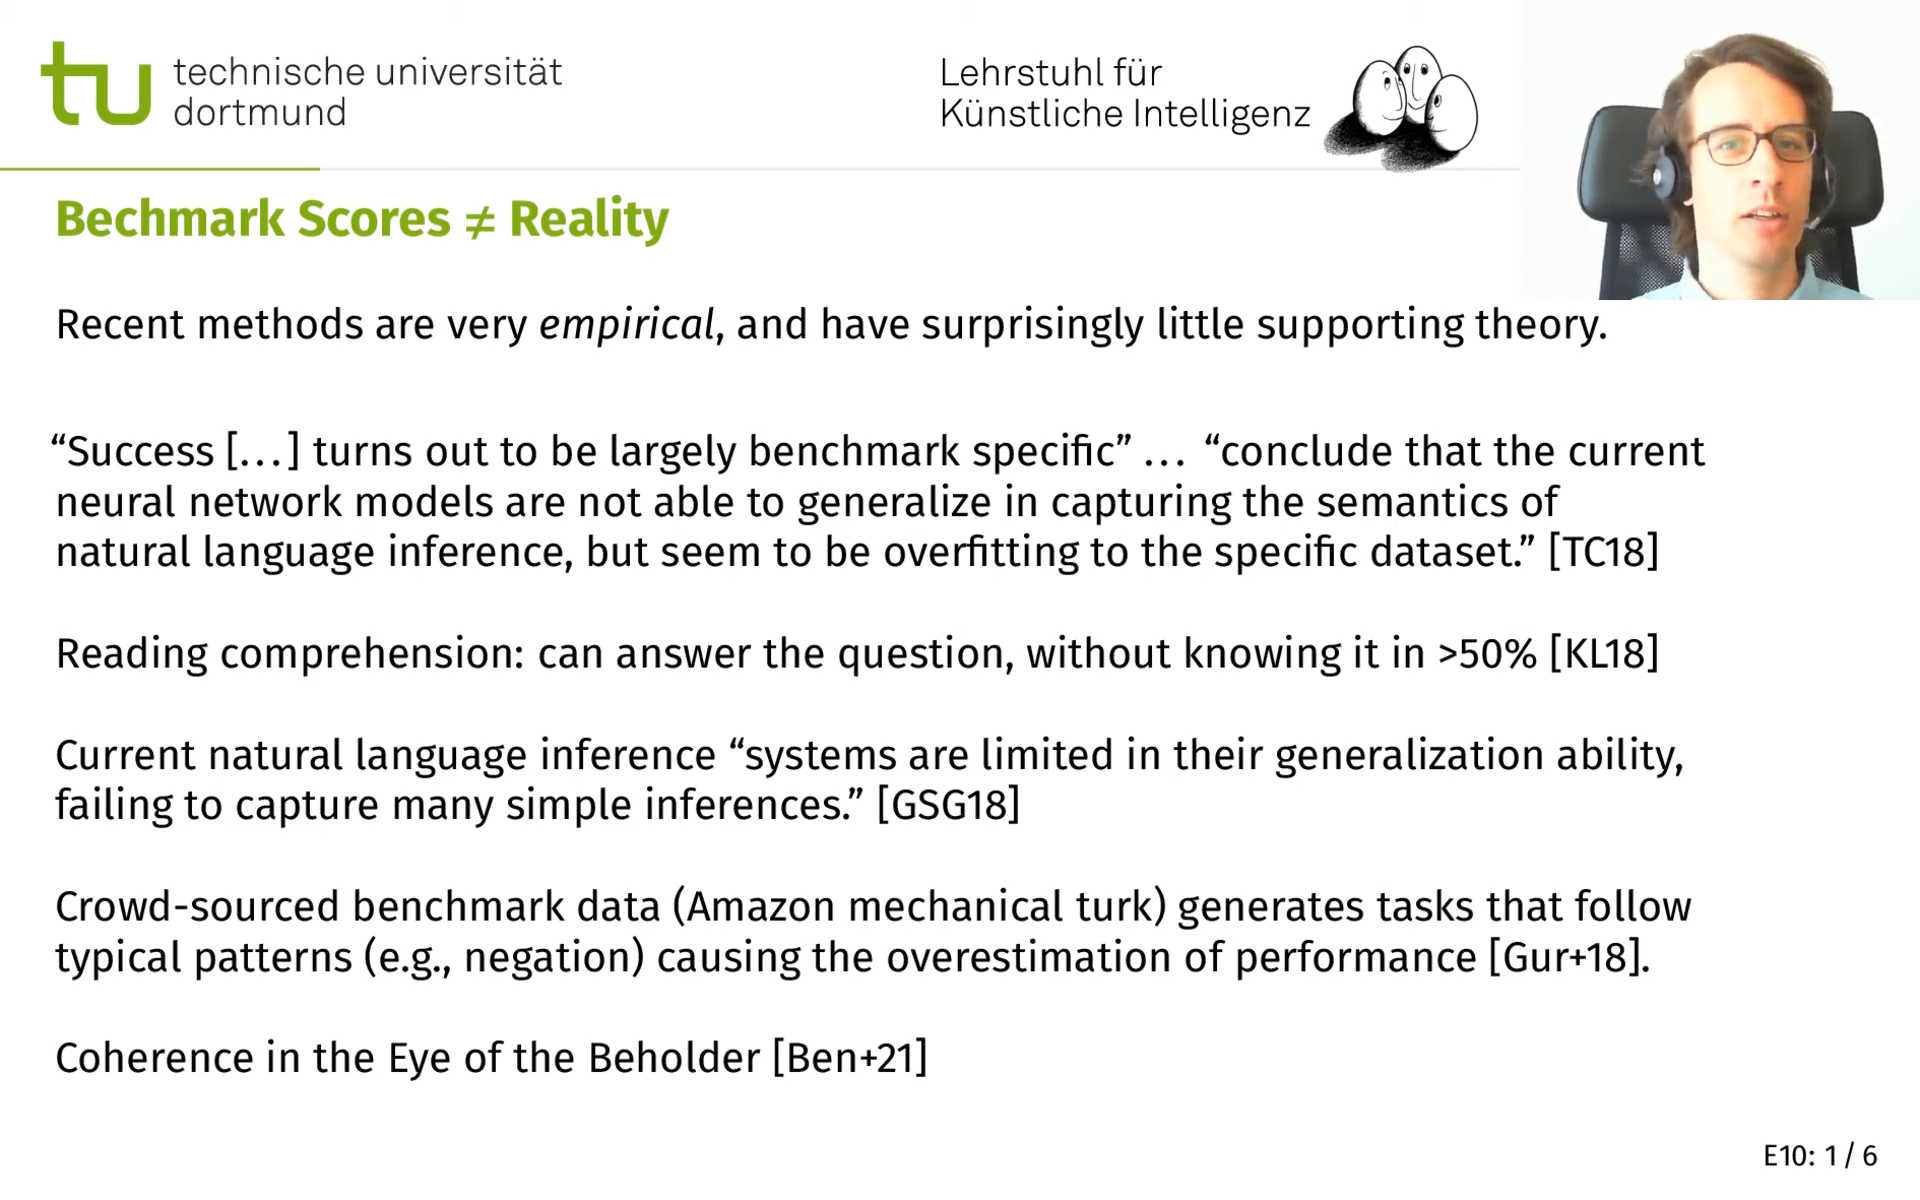 technische universität
dortmund
Lehrstuhl für
Künstliche Intelligenz
Bechmark Scores ≠ Reality
Recent methods are very empirical, and have surprisingly little supporting theory.
“Success […] turns out to be largely benchmark specific” … “conclude that the current
neural network models are not able to generalize in capturing the semantics of
natural language inference, but seem to be overfitting to the specific dataset.” [TC18]
Reading comprehension: can answer the question, without knowing it in >50% [KL18]
Current natural language inference “systems are limited in their generalization ability,
failing to capture many simple inferences.” [GSG18]
Crowd-sourced benchmark data (Amazon mechanical turk) generates tasks that follow
typical patterns (e.g., negation) causing the overestimation of performance [Gur+18].
Coherence in the Eye of the Beholder [Ben+21]
E10: 1 / 6